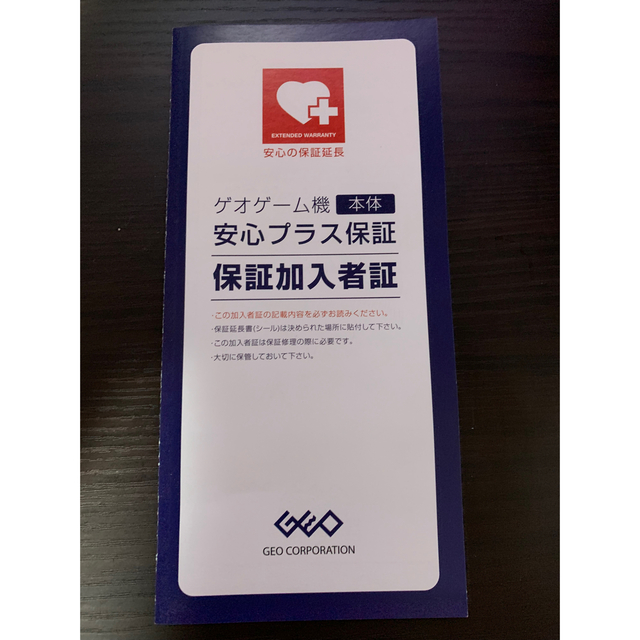 EXTENDED WARRANTY
安心の保証延長
ゲオゲーム機 本体
安心プラス保証
保証加入者証
・この加入者証の記載内容を必ずお読みください。
・保証延長書(シール)は決められた場所に貼付して下さい。
・この加入者証は保証修理の際に必要です。
・大切に保管しておいて下さい。
GEO
GEO CORPORATION